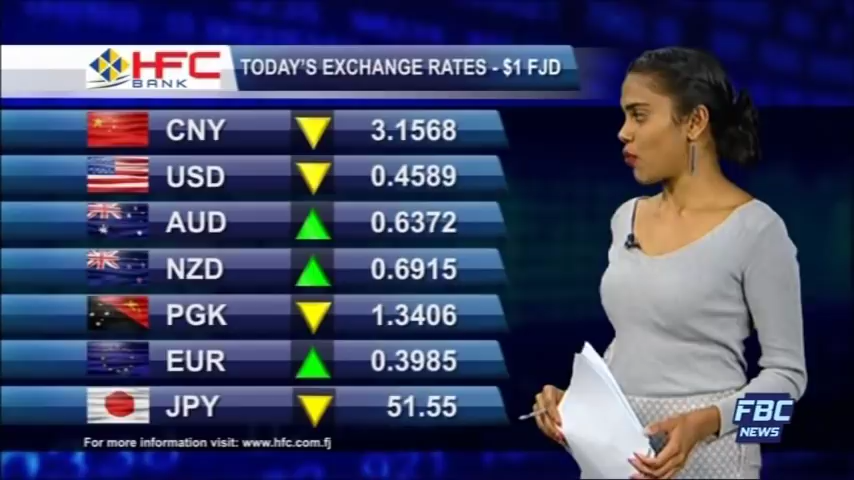 HFC
BANK
TODAY'S EXCHANGE RATES - $1 FJD
CNY 3.1568
USD 0.4589
AUD 0.6372
NZD 0.6915
PGK 1.3406
EUR 0.3985
JPY 51.55
For more information visit: www.hfc.com.fj
FBC
NEWS